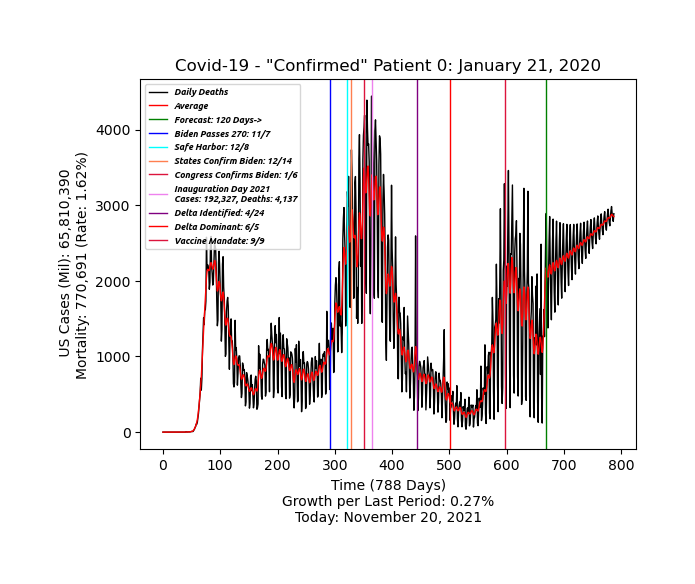 Covid-19 - "Confirmed" Patient 0: January 21, 2020
Daily Deaths
Average
Forecast: 120 Days->
Biden Passes 270: 11/7
Safe Harbor: 12/8
States Confirm Biden: 12/14
Congress Confirms Biden: 1/6
Inauguration Day 2021
Cases: 192,327, Deaths: 4,137
Delta Identified: 4/24
Delta Dominant: 6/5
Vaccine Mandate: 9/9
US Cases (Mil): 65,810,390
Mortality: 770,691 (Rate: 1.62%)
4000
3000
2000
1000
0
0 100 200 300 400 500 600 700 800
Time (788 Days)
Growth per Last Period: 0.27%
Today: November 20, 2021